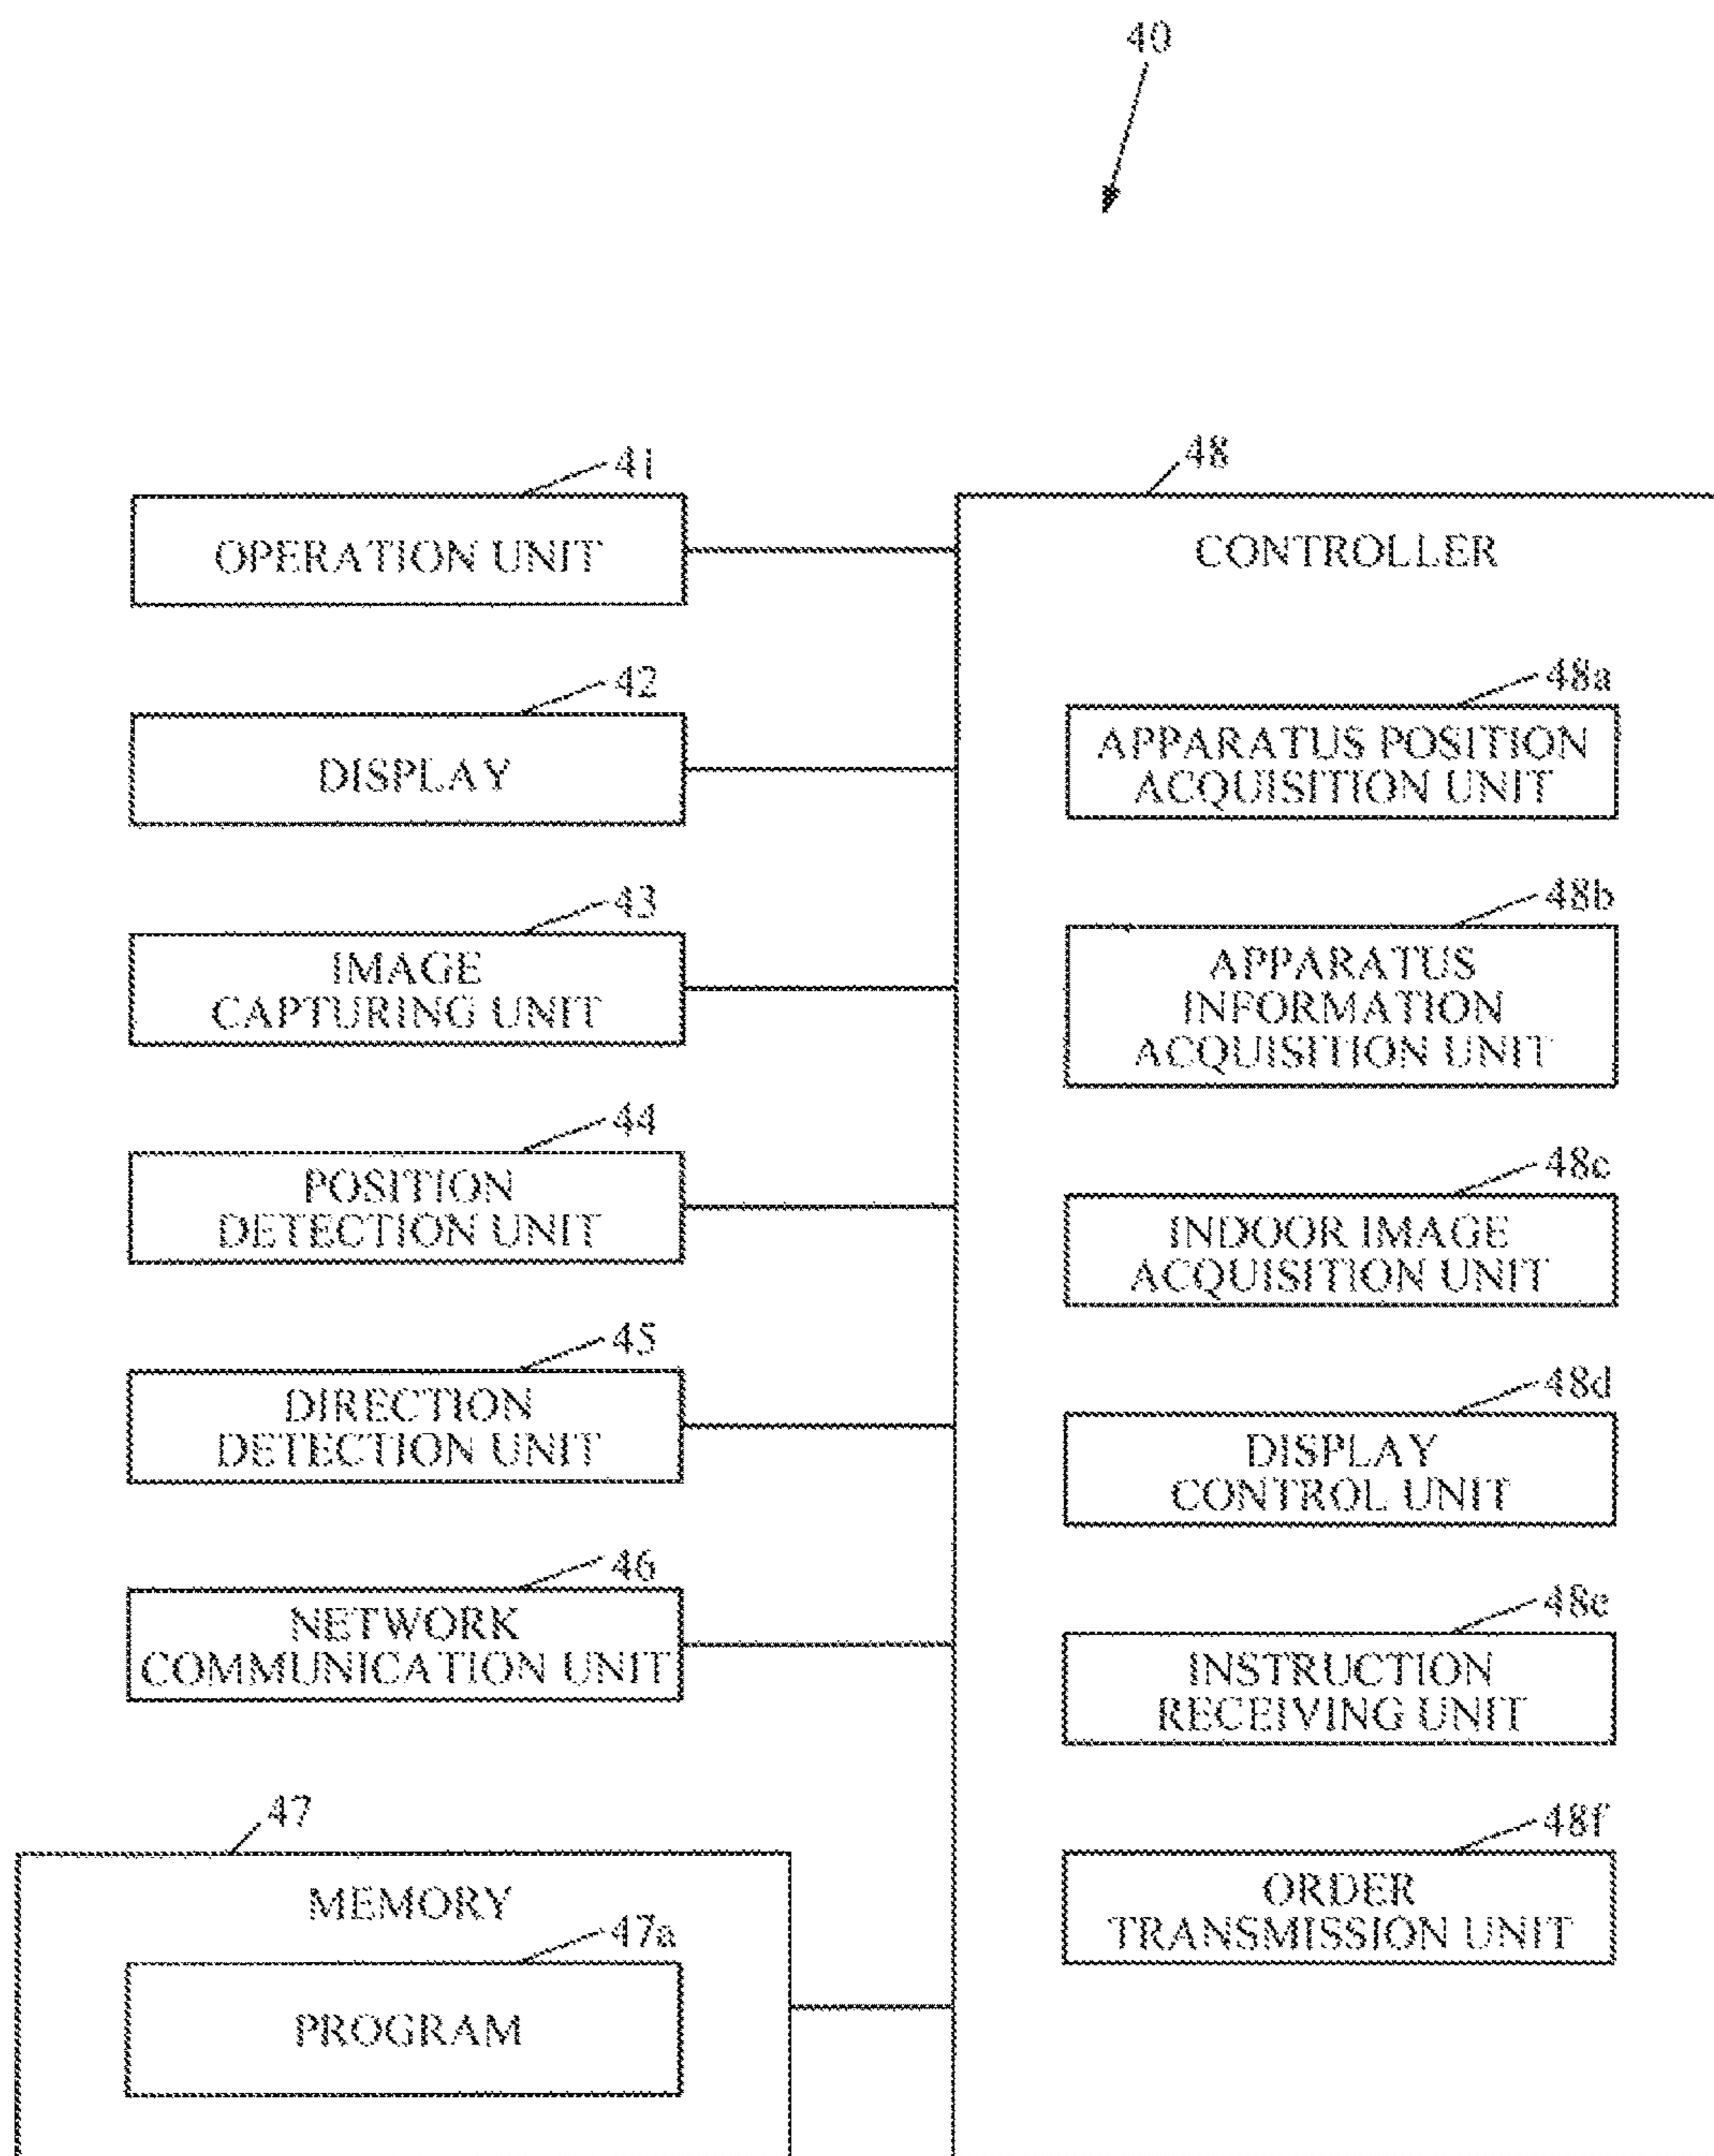 40
41
OPERATION UNIT
42
DISPLAY
43
IMAGE
CAPTURING UNIT
44
POSITION
DETECTION UNIT
45
DIRECTION
DETECTION UNIT
46
NETWORK
COMMUNICATION UNIT
47
MEMORY
47a
PROGRAM
48
CONTROLLER
48a
APPARATUS POSITION
ACQUISITION UNIT
48b
APPARATUS
INFORMATION
ACQUISITION UNIT
48c
INDOOR IMAGE
ACQUISITION UNIT
48d
DISPLAY
CONTROL UNIT
48e
INSTRUCTION
RECEIVING UNIT
48f
ORDER
TRANSMISSION UNIT